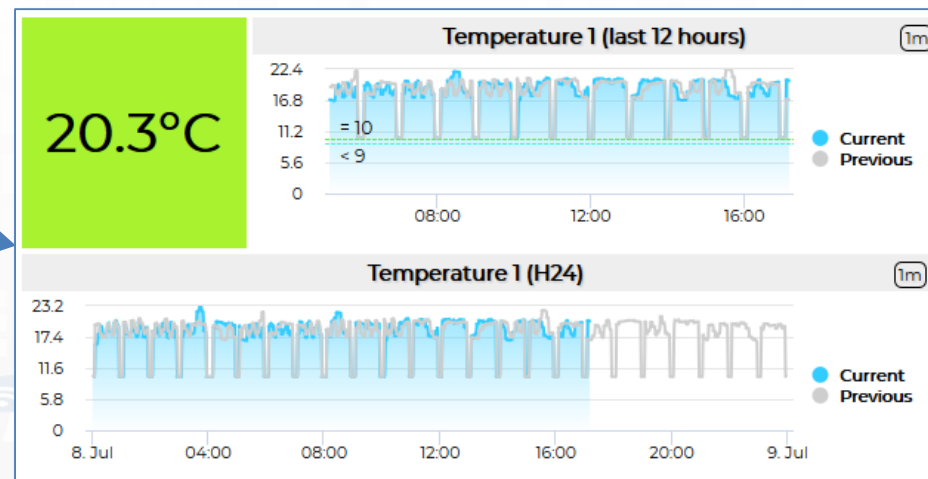 20.3°C
Temperature 1 (last 12 hours)
1m
22.4
16.8
11.2
5.6
0
= 10
< 9
08:00
12:00
16:00
Current
Previous
Temperature 1 (H24)
1m
23.2
17.4
11.6
5.8
0
8. Jul
04:00
08:00
12:00
16:00
20:00
9. Jul
Current
Previous